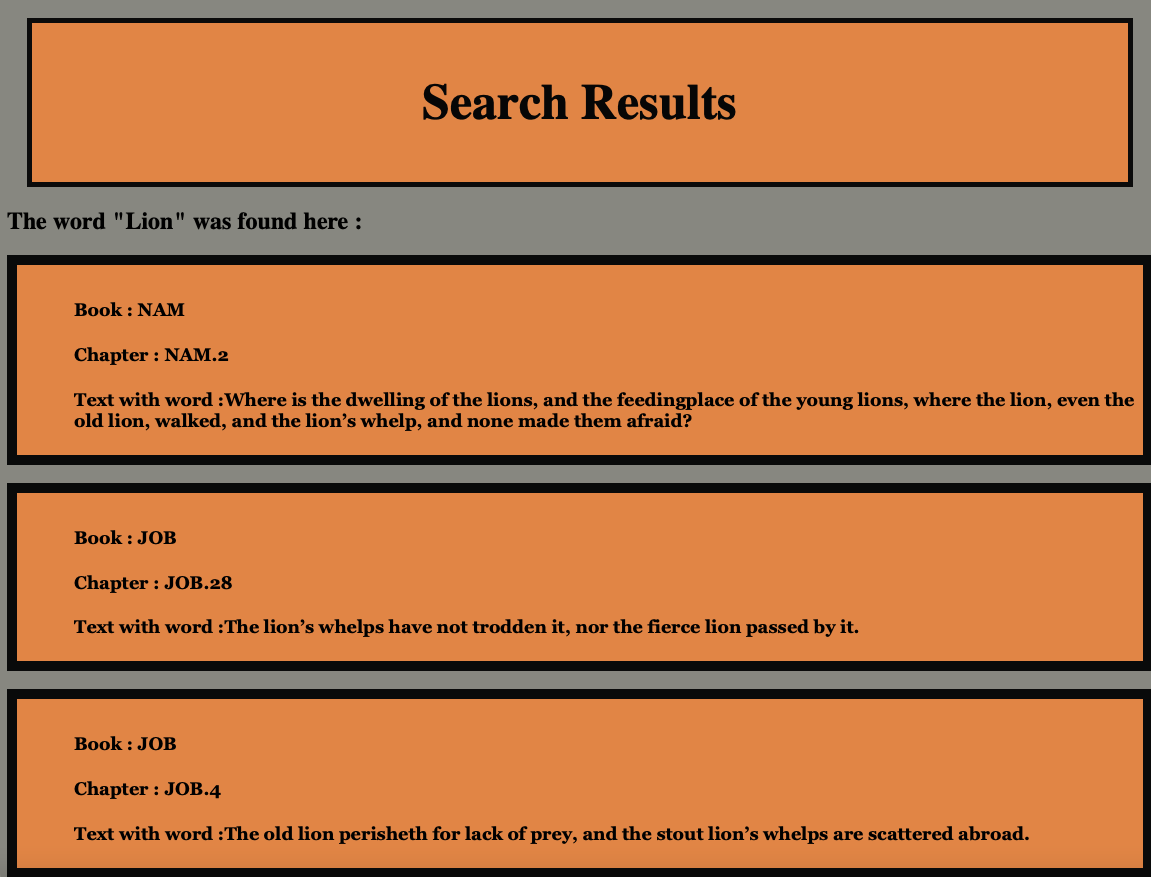 Search Results
The word "Lion" was found here :
Book : NAM
Chapter : NAM.2
Text with word :Where is the dwelling of the lions, and the feedingplace of the young lions, where the lion, even the
old lion, walked, and the lion’s whelp, and none made them afraid?
Book : JOB
Chapter : JOB.28
Text with word :The lion’s whelps have not trodden it, nor the fierce lion passed by it.
Book : JOB
Chapter : JOB.4
Text with word :The old lion perisheth for lack of prey, and the stout lion’s whelps are scattered abroad.